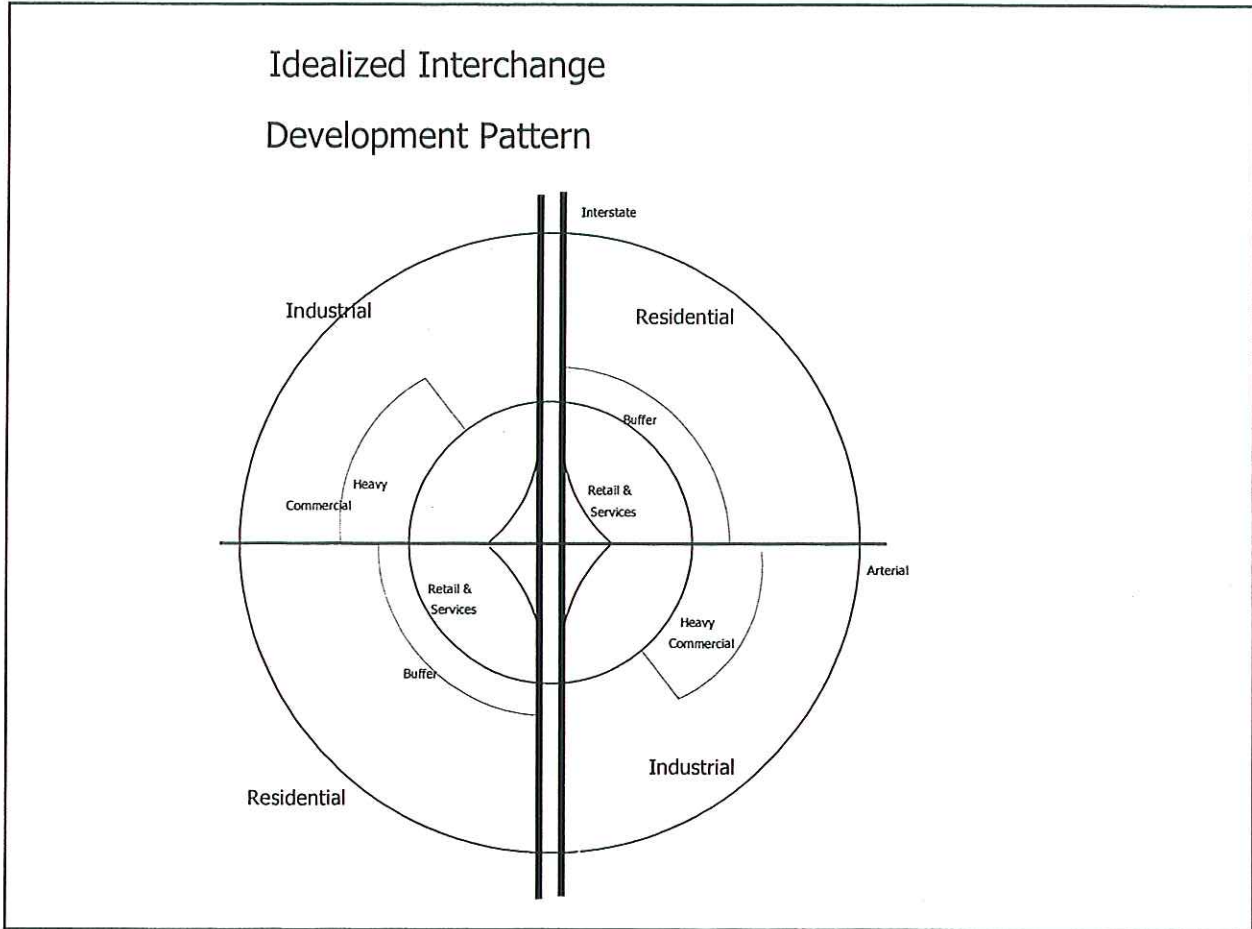 Idealized Interchange
Development Pattern
Interstate
Industrial
Residential
Buffer
Heavy
Commercial
Retail &
Services
Arterial
Retail &
Services
Heavy
Commercial
Buffer
Industrial
Residential